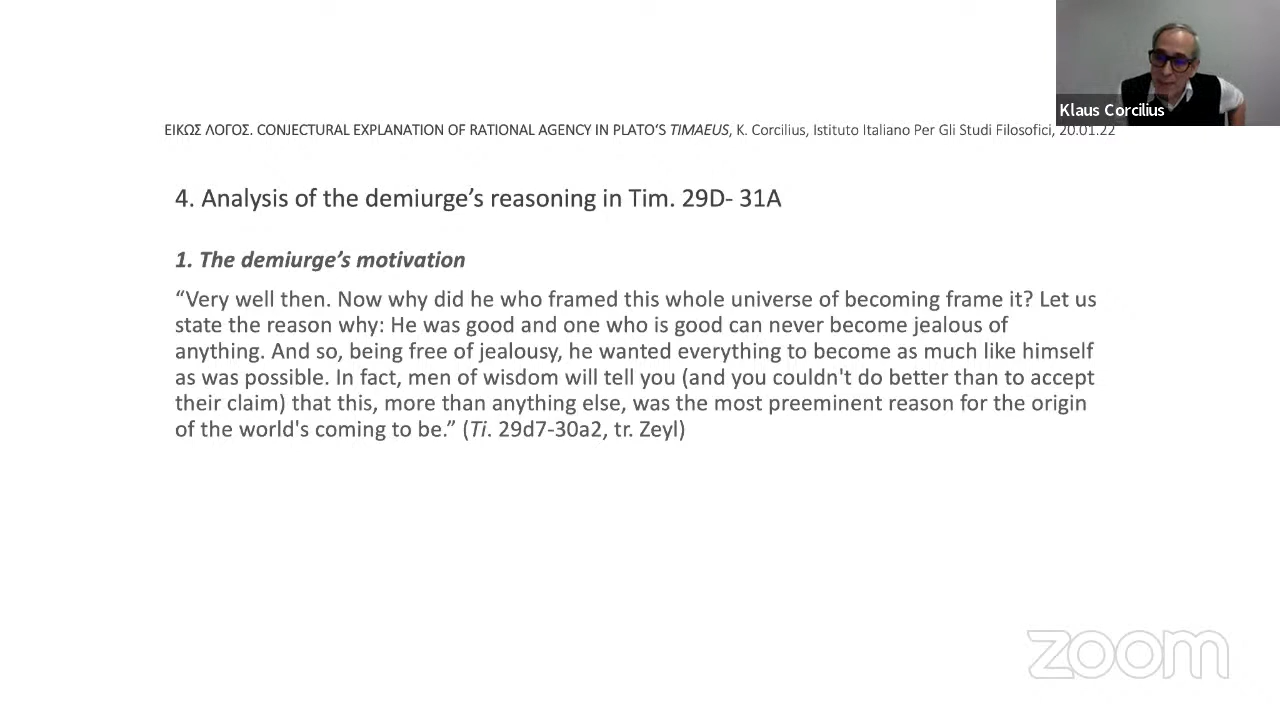 Klaus Corcilius
ΕΙΚΩΣ ΛΟΓΟΣ. CONJECTURAL EXPLANATION OF RATIONAL AGENCY IN PLATO‘S TIMAEUS, K. Corcilius, Istituto Italiano Per Gli Studi Filosofici, 20.01.22
4. Analysis of the demiurge’s reasoning in Tim. 29D- 31A
1. The demiurge’s motivation
“Very well then. Now why did he who framed this whole universe of becoming frame it? Let us
state the reason why: He was good and one who is good can never become jealous of
anything. And so, being free of jealousy, he wanted everything to become as much like himself
as was possible. In fact, men of wisdom will tell you (and you couldn't do better than to accept
their claim) that this, more than anything else, was the most preeminent reason for the origin
of the world's coming to be.” (Ti. 29d7-30a2, tr. Zeyl)
zoom